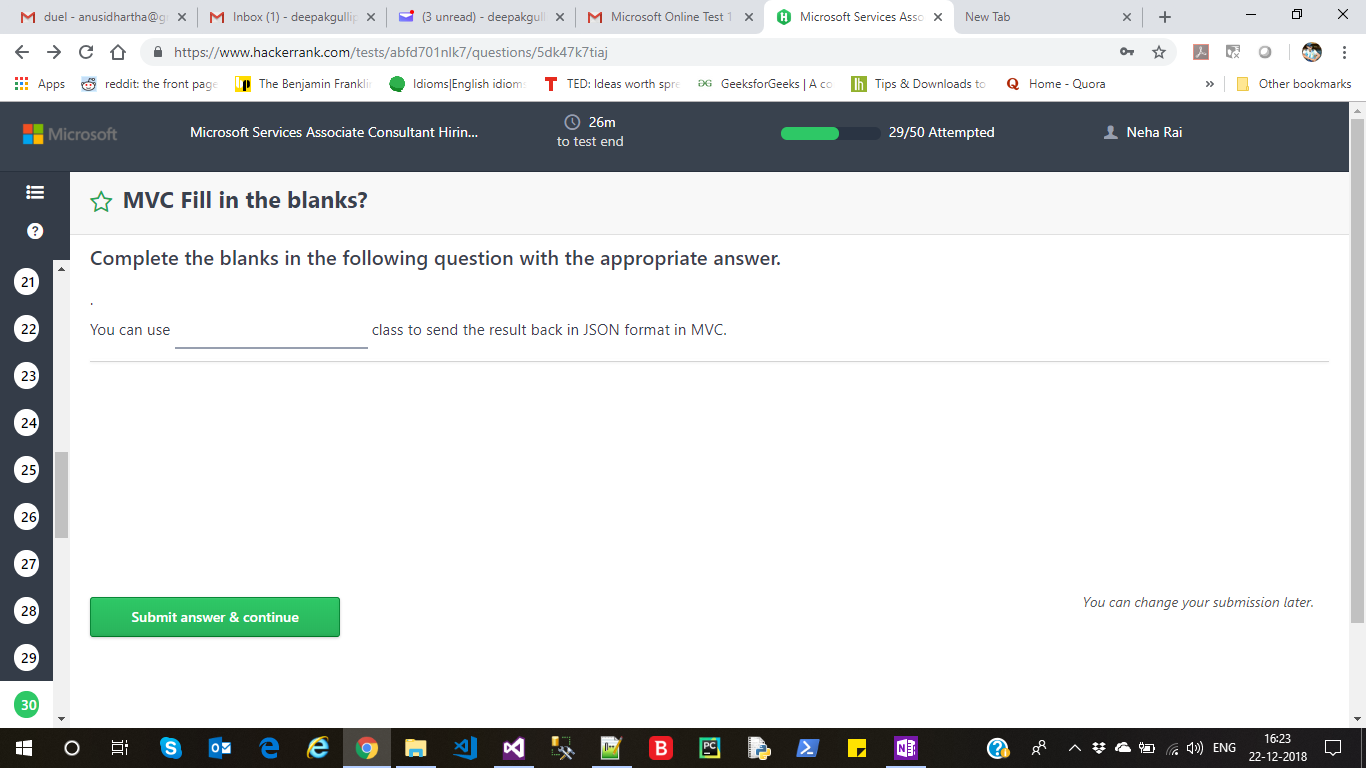 duel - anusidhartha@g
Inbox (1) - deepakgullip
(3 unread) - deepakgull
Microsoft Online Test 1
Microsoft Services Asso
New Tab
https://www.hackerrank.com/tests/abfd701nlk7/questions/5dk47k7tiaj
Apps
reddit: the front page
The Benjamin Franklin
Idioms|English idioms
TED: Ideas worth spre
GeeksforGeeks | A co
Tips & Downloads to
Home - Quora
»
Other bookmarks
Microsoft
Microsoft Services Associate Consultant Hirin...
26m
to test end
29/50 Attempted
Neha Rai
?
MVC Fill in the blanks?
Complete the blanks in the following question with the appropriate answer.
.
You can use class to send the result back in JSON format in MVC.
21
22
23
24
25
26
27
28
29
30
Submit answer & continue
You can change your submission later.
ENG
16:23
22-12-2018